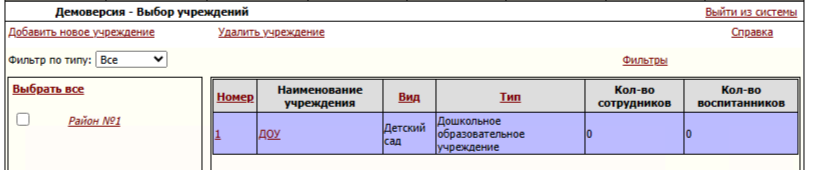 Демоверсия - Выбор учреждений
Выйти из системы
Добавить новое учреждение
Удалить учреждение
Справка
Фильтр по типу: Все
Фильтры
Выбрать все
Район №1
Номер
Наименование
учреждения
Вид
Тип
Кол-во
сотрудников
Кол-во
воспитанников
1
ДОУ
Детский
сад
Дошкольное
образовательное
учреждение
0
0